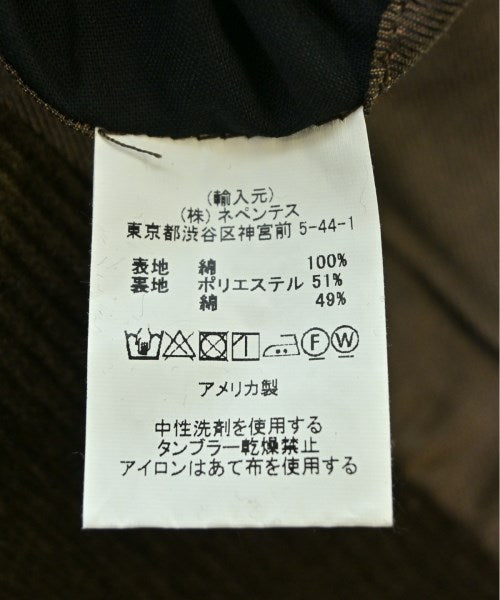 (輸入元)
(株) ネペンテス
東京都渋谷区神宮前 5-44-1
表地 綿 100%
裏地 ポリエステル 51%
綿 49%
F W
アメリカ製
中性洗剤を使用する
タンブラー乾燥禁止
アイロンはあて布を使用する